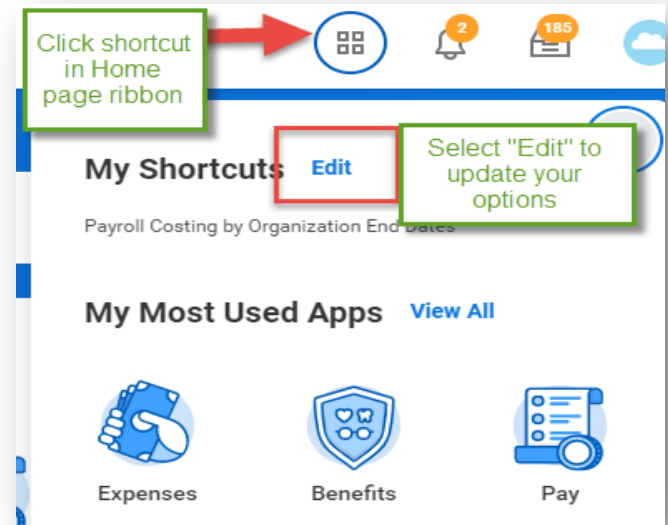 Click shortcut
in Home
page ribbon
2
185
My Shortcuts Edit
Select "Edit" to
update your
options
Payroll Costing by Organization End Dates
My Most Used Apps View All
Expenses Benefits Pay